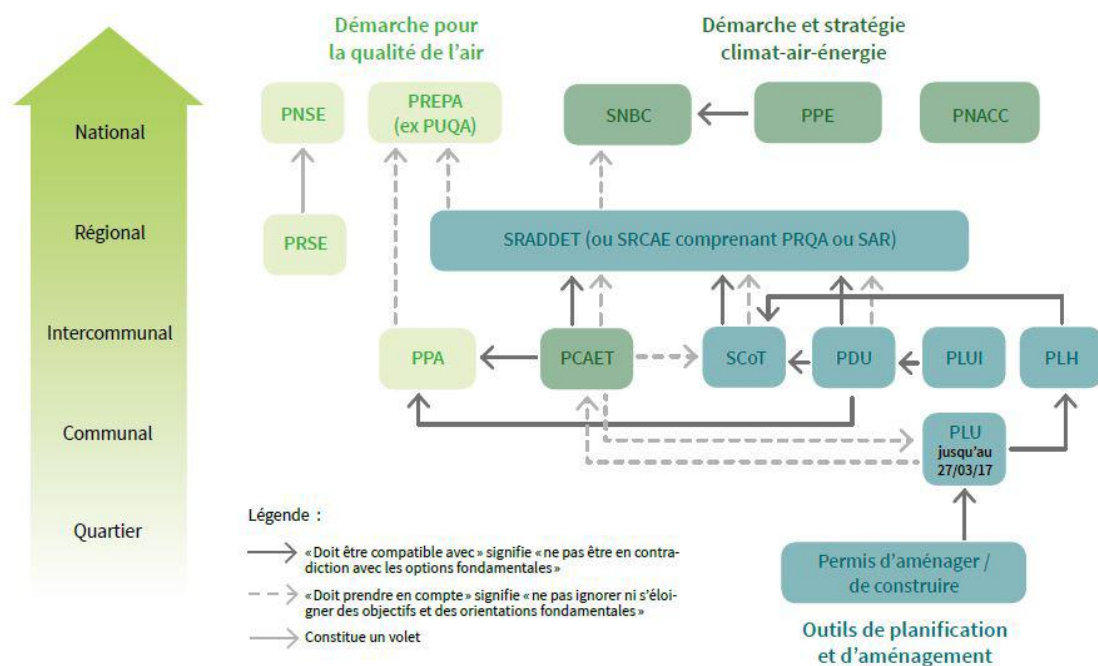 Démarche pour
la qualité de l'air
Démarche et stratégie
climat-air-énergie
National
PNSE
PREPA
(ex PUQA)
SNBC
PPE
PNACC
Régional
PRSE
SRADDET (ou SRCAE comprenant PRQA ou SAR)
Intercommunal
PPA
PCAET
SCoT
PDU
PLUI
PLH
Communal
PLU
jusqu'au
27/03/17
Quartier
Permis d'aménager /
de construire
Outils de planification
et d'aménagement
Légende :
« Doit être compatible avec » signifie « ne pas être en contra-
diction avec les options fondamentales »
« Doit prendre en compte » signifie « ne pas ignorer ni s'éloi-
gner des objectifs et des orientations fondamentales »
Constitue un volet